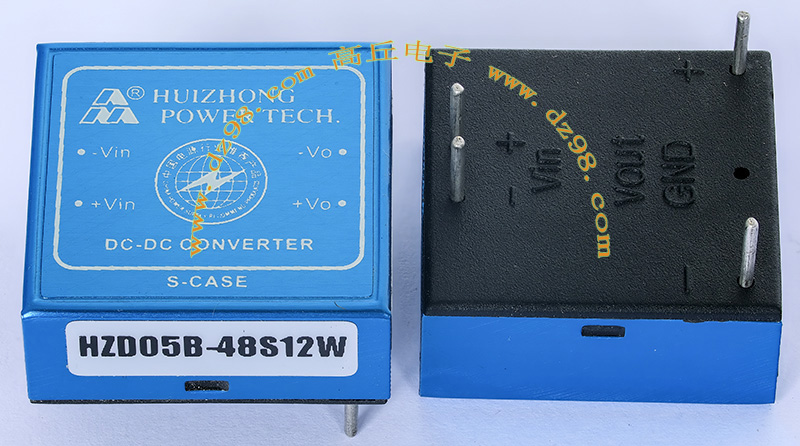 www.dz98.com 高丘电子 www.dz98.com
®
HUIZHONG
POWER TECH.
-Vin
-Vo
+Vin
+Vo
DC-DC CONVERTER
S-CASE
HZD05B-48S12W
+
+
Vin
-
Vout
GND
-